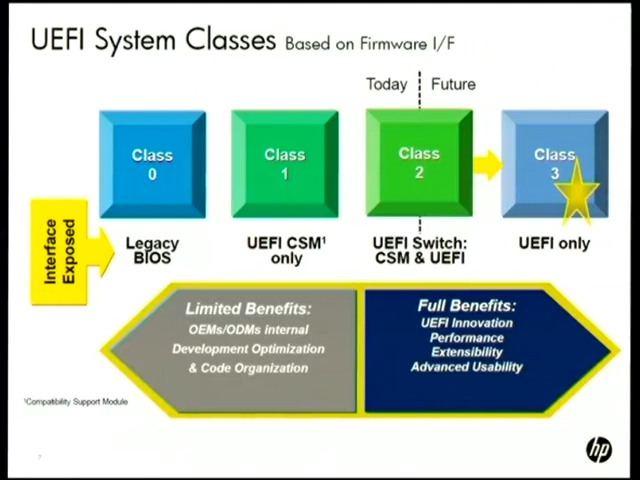 UEFI System Classes Based on Firmware I/F
Today Future
Class
0
Class
1
Class
2
Class
3
Interface
Exposed
Legacy
BIOS
UEFI CSM¹
only
UEFI Switch:
CSM & UEFI
UEFI only
Limited Benefits:
OEMs/ODMs internal
Development Optimization
& Code Organization
Full Benefits:
UEFI Innovation
Performance
Extensibility
Advanced Usability
¹Compatibility Support Module
7
hp